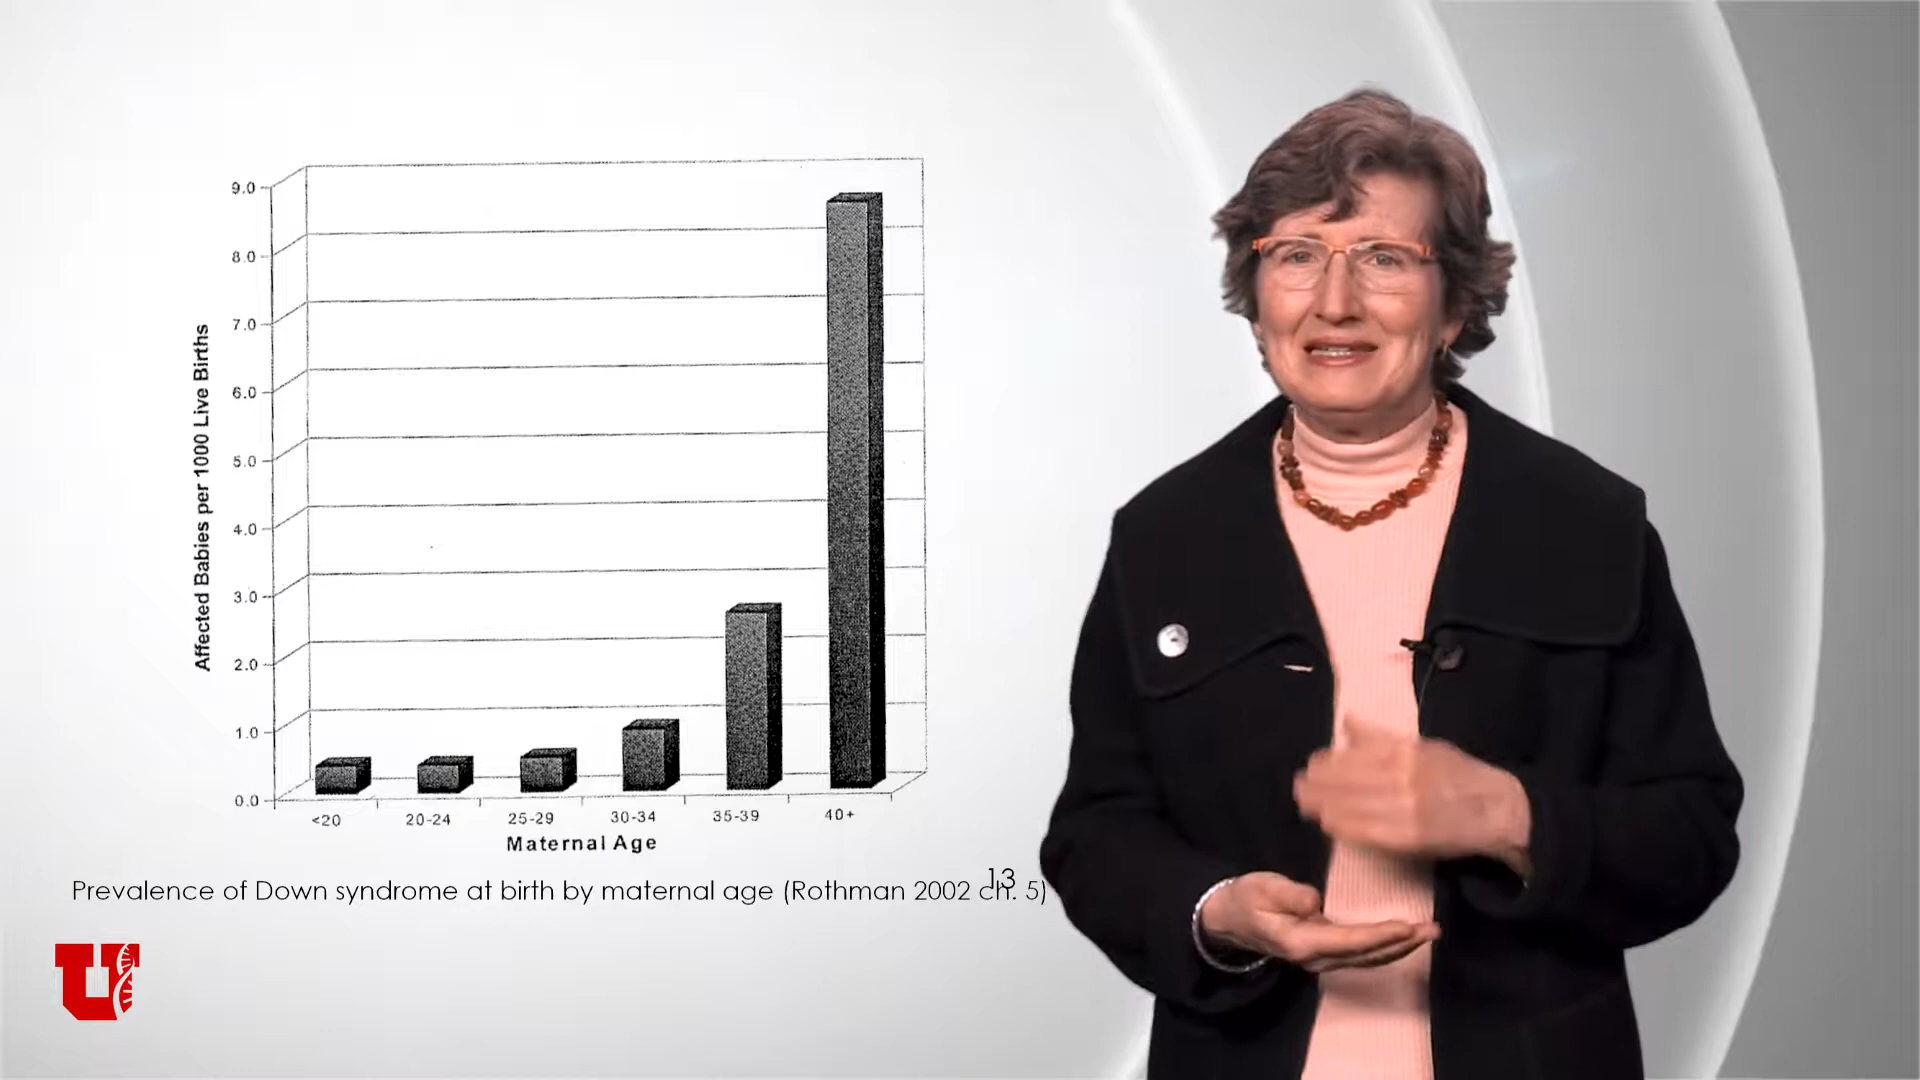 9.0
8.0
7.0
6.0
5.0
4.0
3.0
2.0
1.0
0.0
Affected Babies per 1000 Live Births
<20 20-24 25-29 30-34 35-39 40+
Maternal Age
13
Prevalence of Down syndrome at birth by maternal age (Rothman 2002 ch. 5)
U